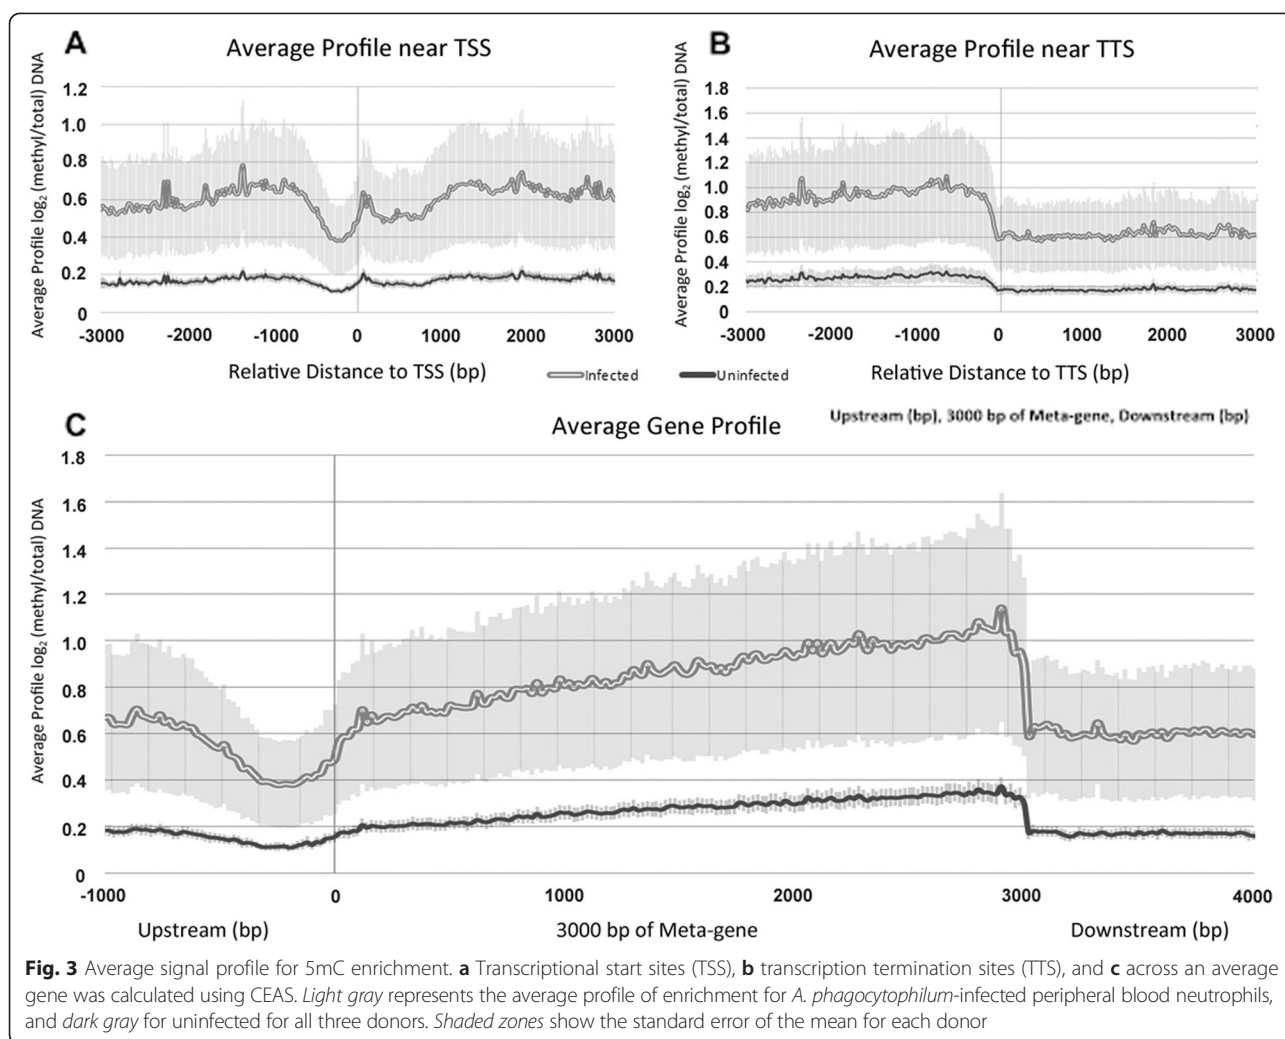 A
Average Profile near TSS
Average Profile log2 (methyl/total) DNA
1.2
1.0
0.8
0.6
0.4
0.2
0
-3000 -2000 -1000 0 1000 2000 3000
Relative Distance to TSS (bp)
B
Average Profile near TTS
Average Profile log2 (methyl/total) DNA
1.8
1.6
1.4
1.2
1.0
0.8
0.6
0.4
0.2
0
-3000 -2000 -1000 0 1000 2000 3000
Relative Distance to TTS (bp)
Infected Uninfected
C
Average Gene Profile
Upstream (bp), 3000 bp of Meta-gene, Downstream (bp)
Average Profile log2 (methyl/total) DNA
1.8
1.6
1.4
1.2
1.0
0.8
0.6
0.4
0.2
0
-1000 0 1000 2000 3000 4000
Upstream (bp) 3000 bp of Meta-gene Downstream (bp)
Fig. 3 Average signal profile for 5mC enrichment. a Transcriptional start sites (TSS), b transcription termination sites (TTS), and c across an average
gene was calculated using CEAS. Light gray represents the average profile of enrichment for A. phagocytophilum-infected peripheral blood neutrophils,
and dark gray for uninfected for all three donors. Shaded zones show the standard error of the mean for each donor